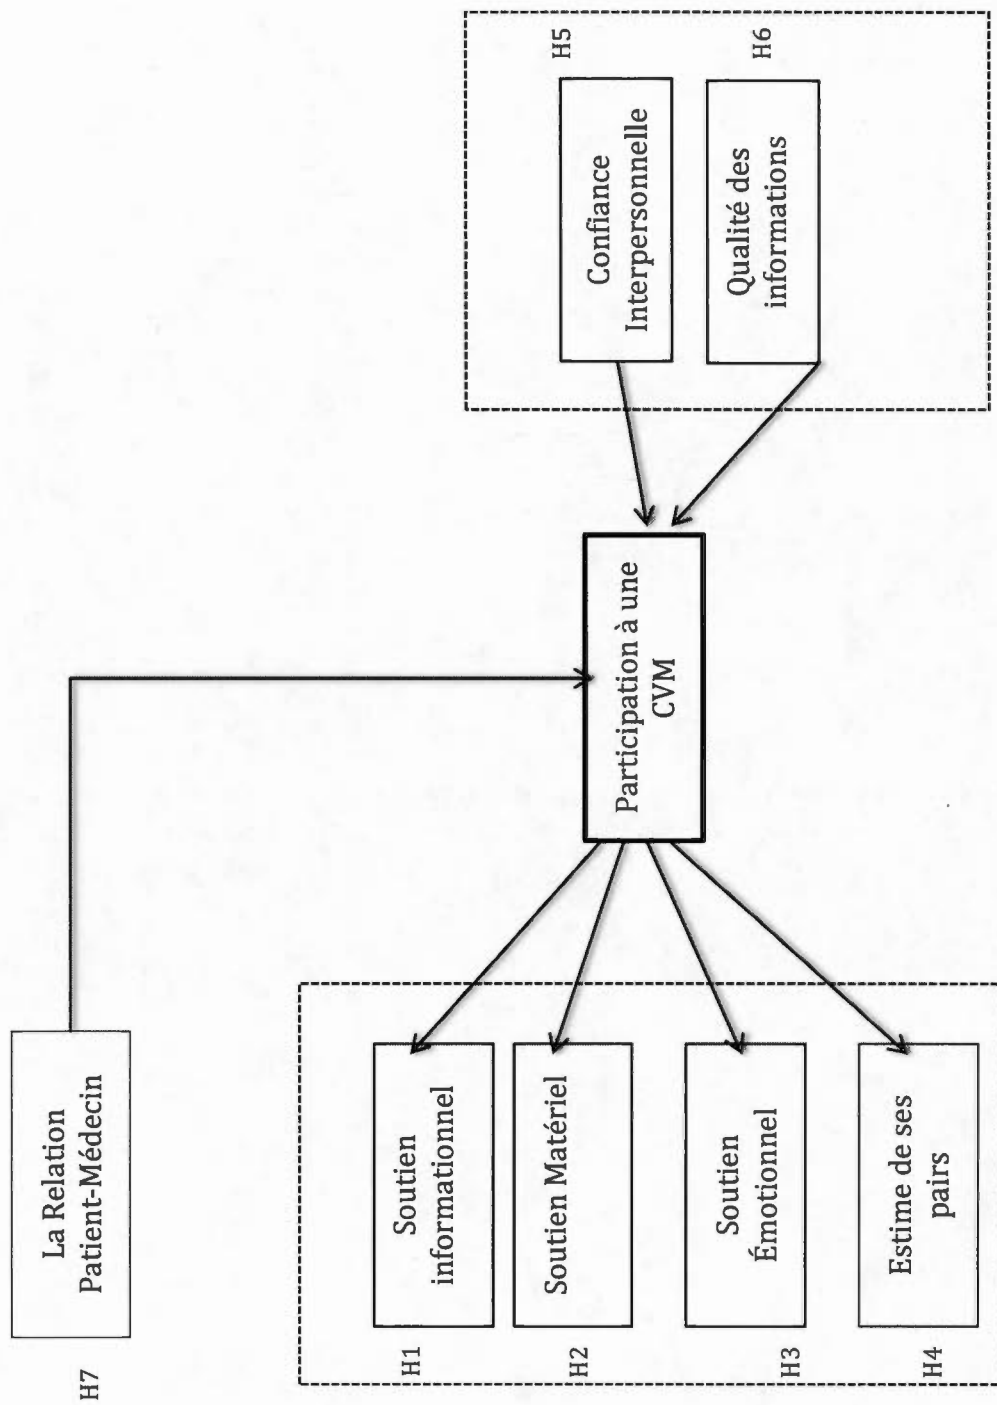 H7
La Relation
Patient-Médecin
H1
Soutien
informationnel
H2
Soutien Matériel
H3
Soutien
Émotionnel
H4
Estime de ses
pairs
Participation à une
CVM
Confiance
Interpersonnelle
H5
Qualité des
informations
H6